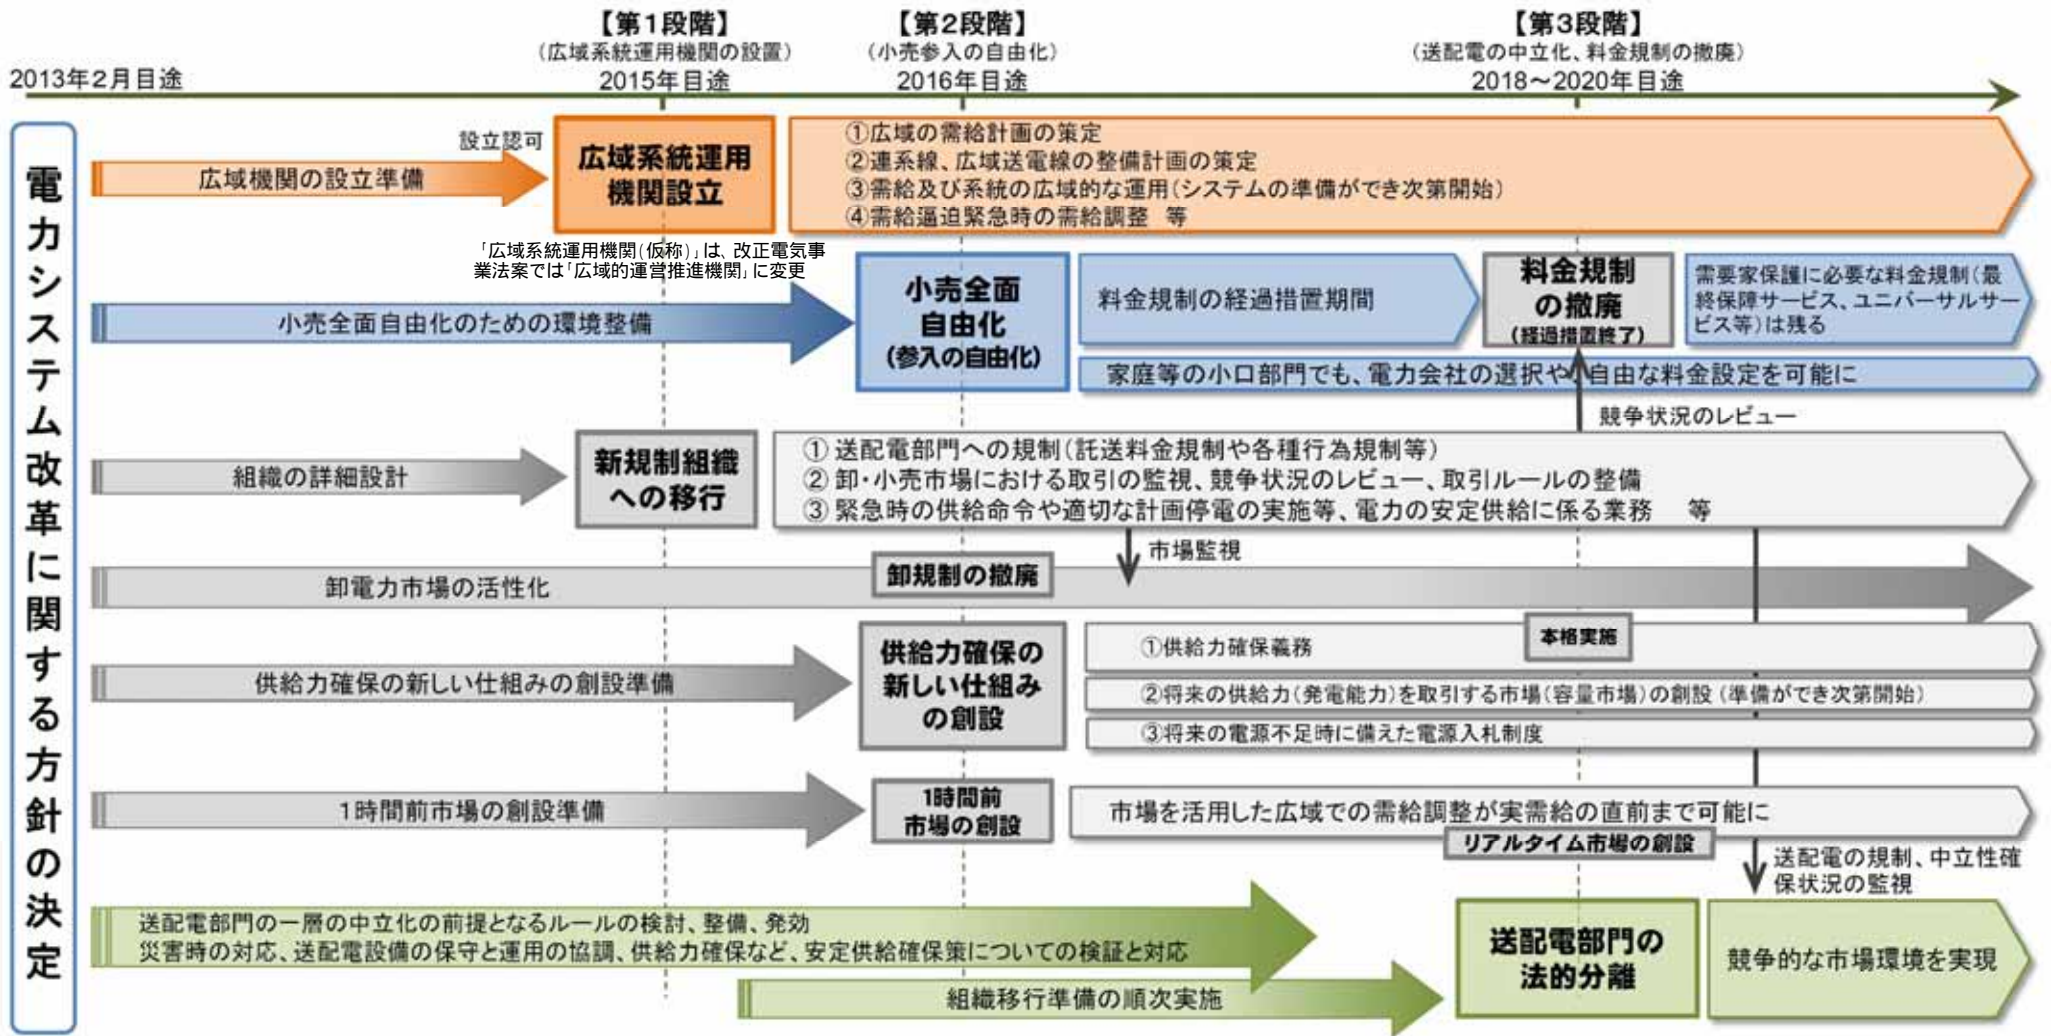 【第1段階】
(広域系統運用機関の設置)
2015年目途
【第2段階】
(小売参入の自由化)
2016年目途
【第3段階】
(送配電の中立化、料金規制の撤廃)
2018～2020年目途
2013年2月目途
電力システム改革に関する方針の決定
広域機関の設立準備
設立認可
広域系統運用
機関設立
①広域の需給計画の策定
②連系線、広域送電線の整備計画の策定
③需給及び系統の広域的な運用(システムの準備ができ次第開始)
④需給逼迫緊急時の需給調整 等
「広域系統運用機関(仮称)」は、改正電気事
業法案では「広域的運営推進機関」に変更
小売全面自由化のための環境整備
小売全面
自由化
(参入の自由化)
料金規制の経過措置期間
料金規制
の撤廃
(経過措置終了)
需要家保護に必要な料金規制(最
終保障サービス、ユニバーサルサー
ビス等)は残る
家庭等の小口部門でも、電力会社の選択や、自由な料金設定を可能に
競争状況のレビュー
組織の詳細設計
新規制組織
への移行
① 送配電部門への規制(託送料金規制や各種行為規制等)
② 卸・小売市場における取引の監視、競争状況のレビュー、取引ルールの整備
③ 緊急時の供給命令や適切な計画停電の実施等、電力の安定供給に係る業務 等
市場監視
卸電力市場の活性化
卸規制の撤廃
供給力確保の新しい仕組みの創設準備
供給力確保の
新しい仕組み
の創設
①供給力確保義務
本格実施
②将来の供給力(発電能力)を取引する市場(容量市場)の創設(準備ができ次第開始)
③将来の電源不足時に備えた電源入札制度
1時間前市場の創設準備
1時間前
市場の創設
市場を活用した広域での需給調整が実需給の直前まで可能に
リアルタイム市場の創設
送配電の規制、中立性確
保状況の監視
送配電部門の一層の中立化の前提となるルールの検討、整備、発効
災害時の対応、送配電設備の保守と運用の協調、供給力確保など、安定供給確保策についての検証と対応
組織移行準備の順次実施
送配電部門の
法的分離
競争的な市場環境を実現